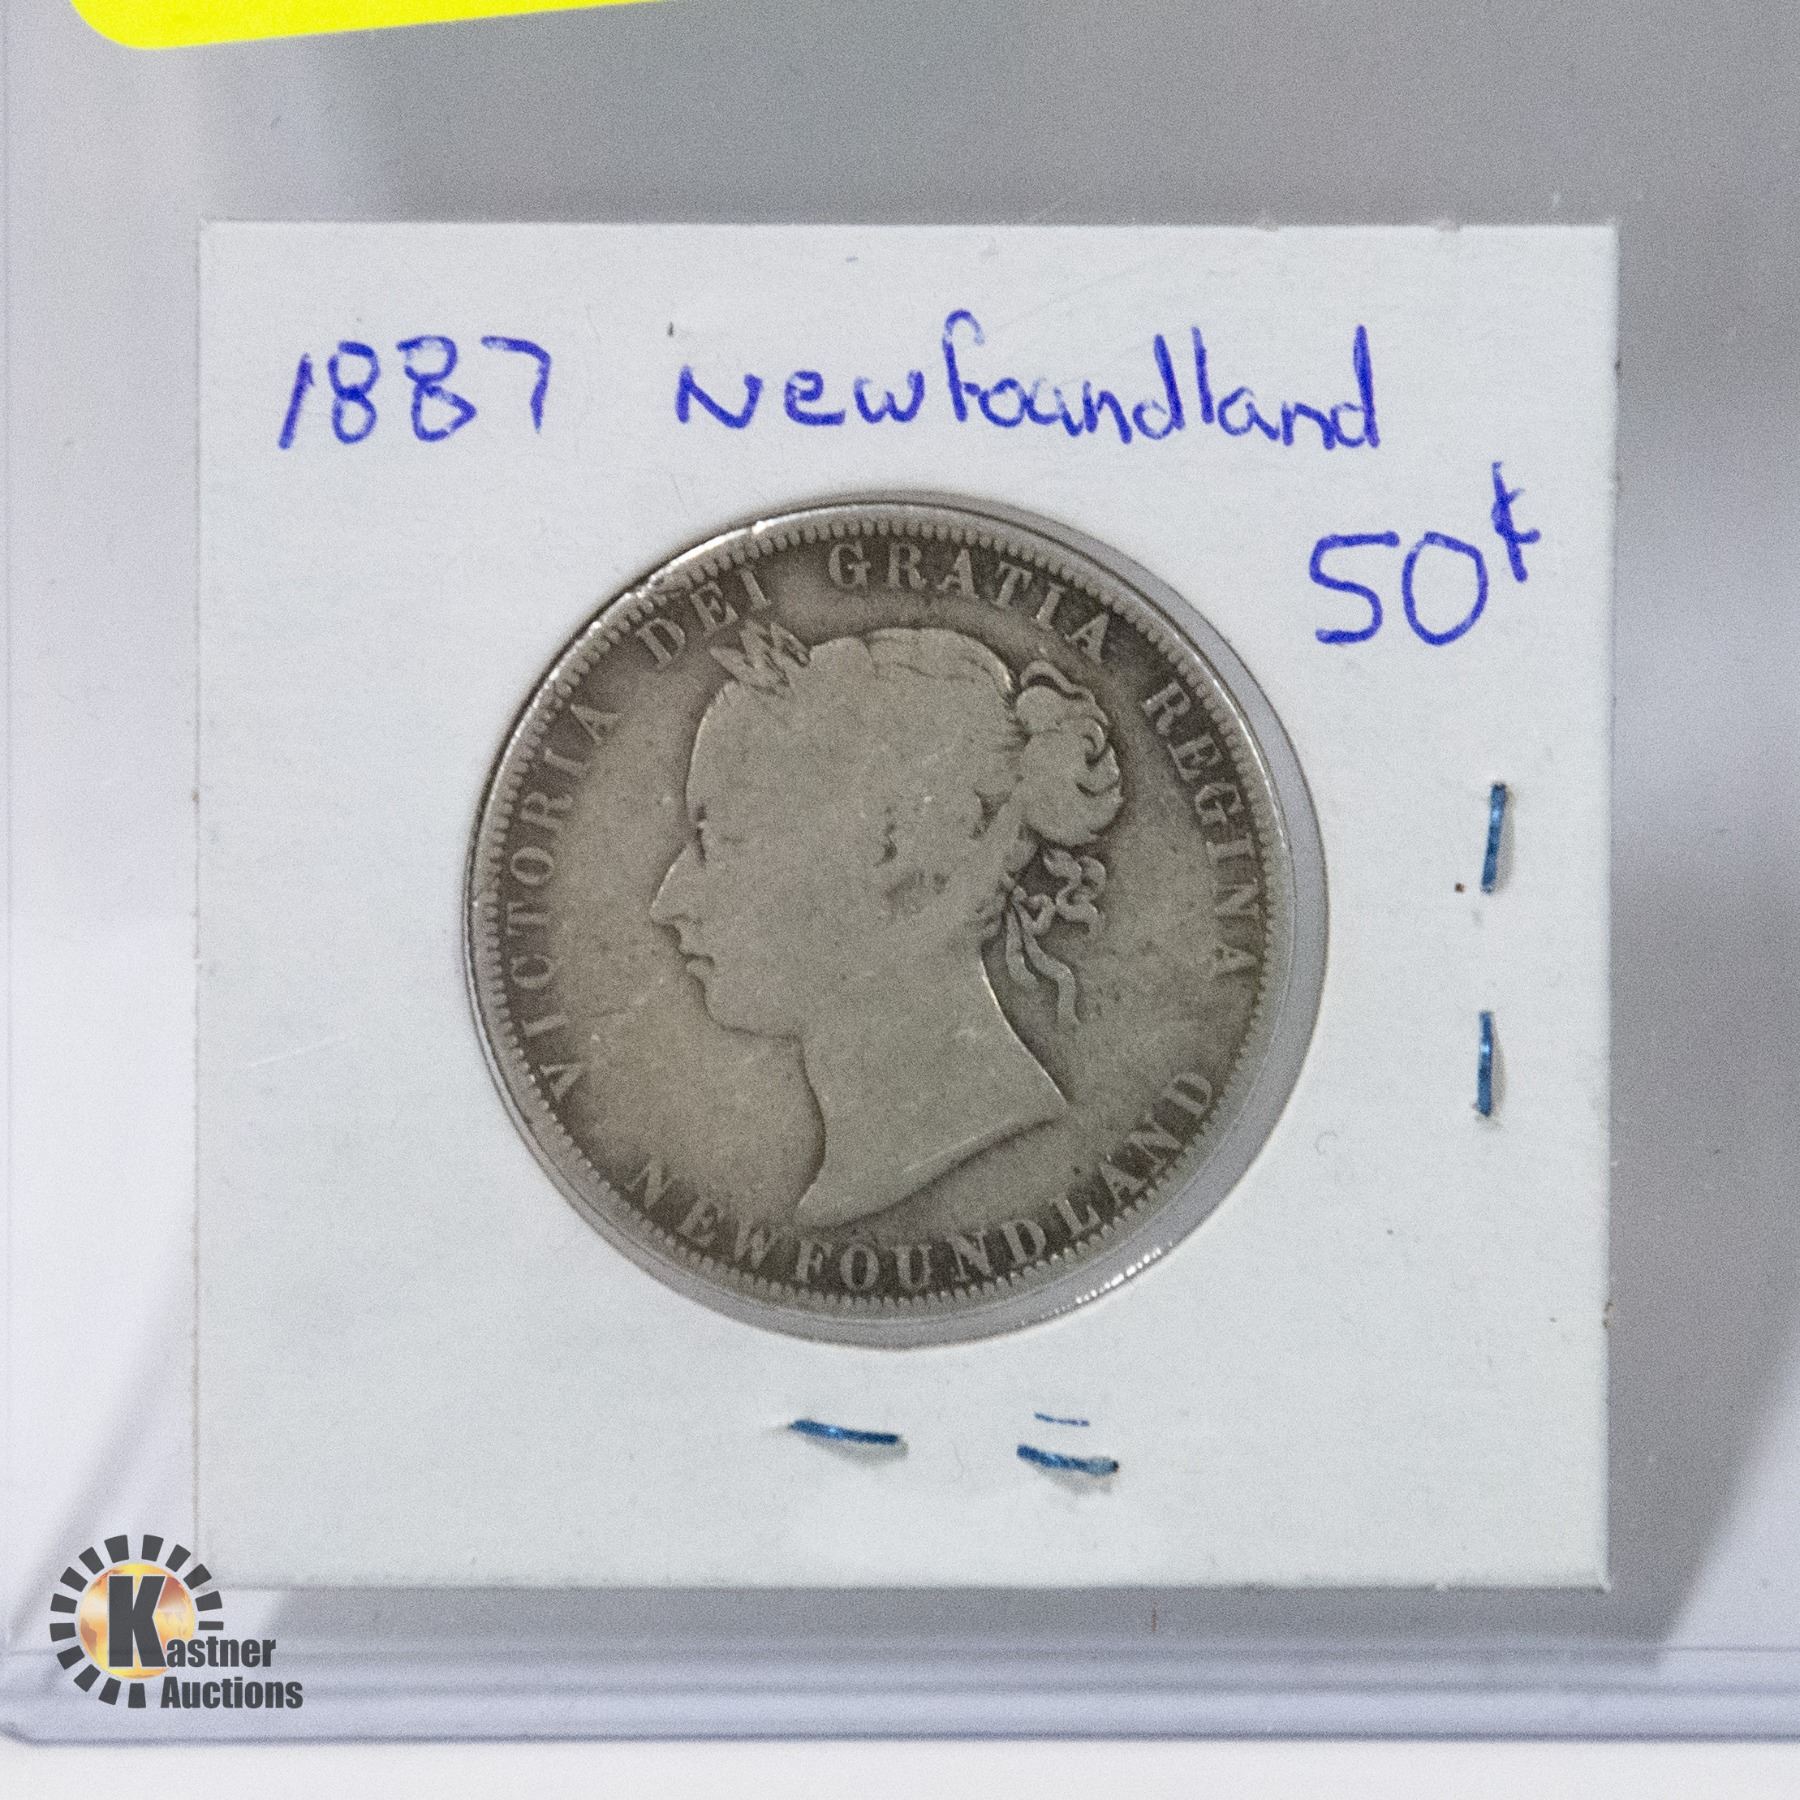 1887 Newfoundland
50¢
VICTORIA DEI GRATIA REGINA
NEWFOUNDLAND
Kastner
Auctions